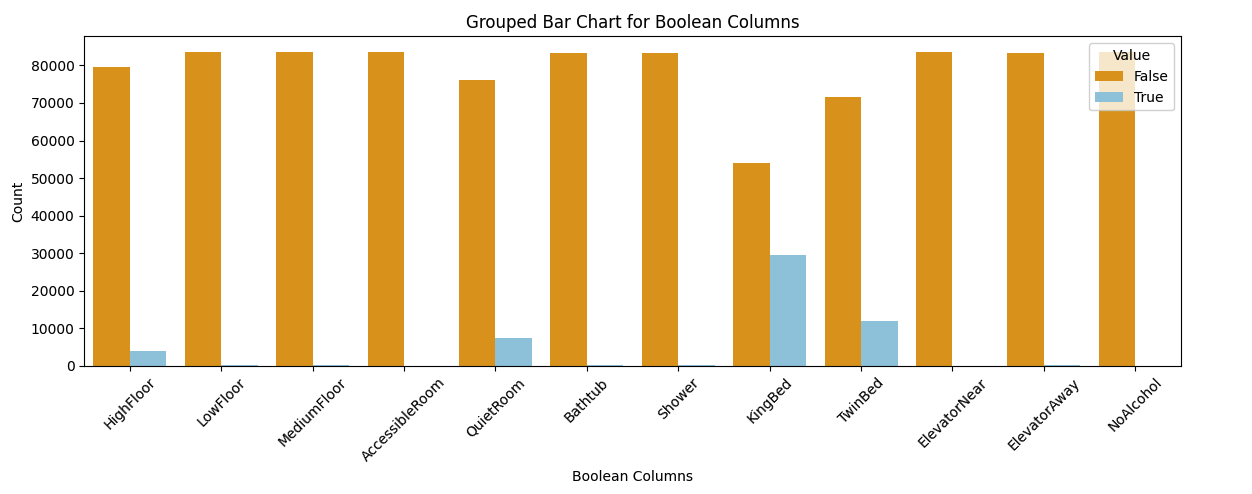 Grouped Bar Chart for Boolean Columns
Value
False
True
Count
80000
70000
60000
50000
40000
30000
20000
10000
0
HighFloor
LowFloor
MediumFloor
AccessibleRoom
QuietRoom
Bathtub
Shower
KingBed
TwinBed
ElevatorNear
ElevatorAway
NoAlcohol
Boolean Columns